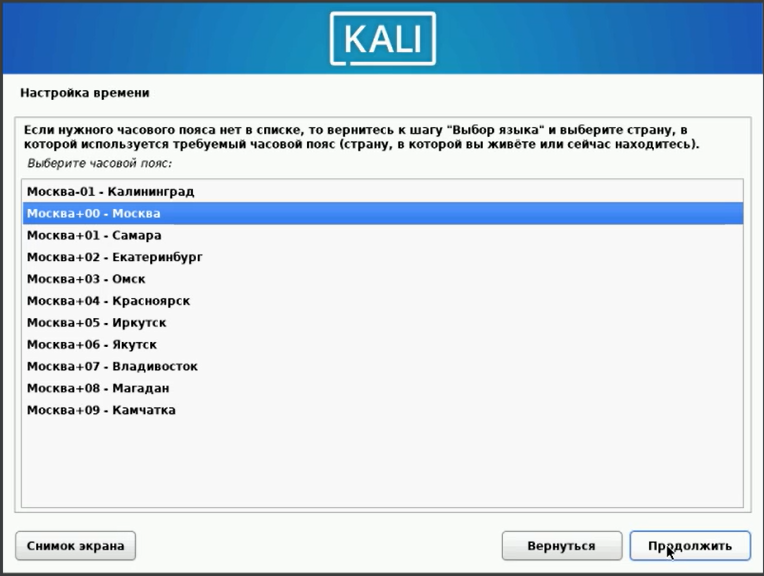 KALI
Настройка времени
Если нужного часового пояса нет в списке, то вернитесь к шагу "Выбор языка" и выберите страну, в
которой используется требуемый часовой пояс (страну, в которой вы живёте или сейчас находитесь).
Выберите часовой пояс:
Москва-01 - Калининград
Москва+00 - Москва
Москва+01 - Самара
Москва+02 - Екатеринбург
Москва+03 - Омск
Москва+04 - Красноярск
Москва+05 - Иркутск
Москва+06 - Якутск
Москва+07 - Владивосток
Москва+08 - Магадан
Москва+09 - Камчатка
Снимок экрана
Вернуться
Продолжить